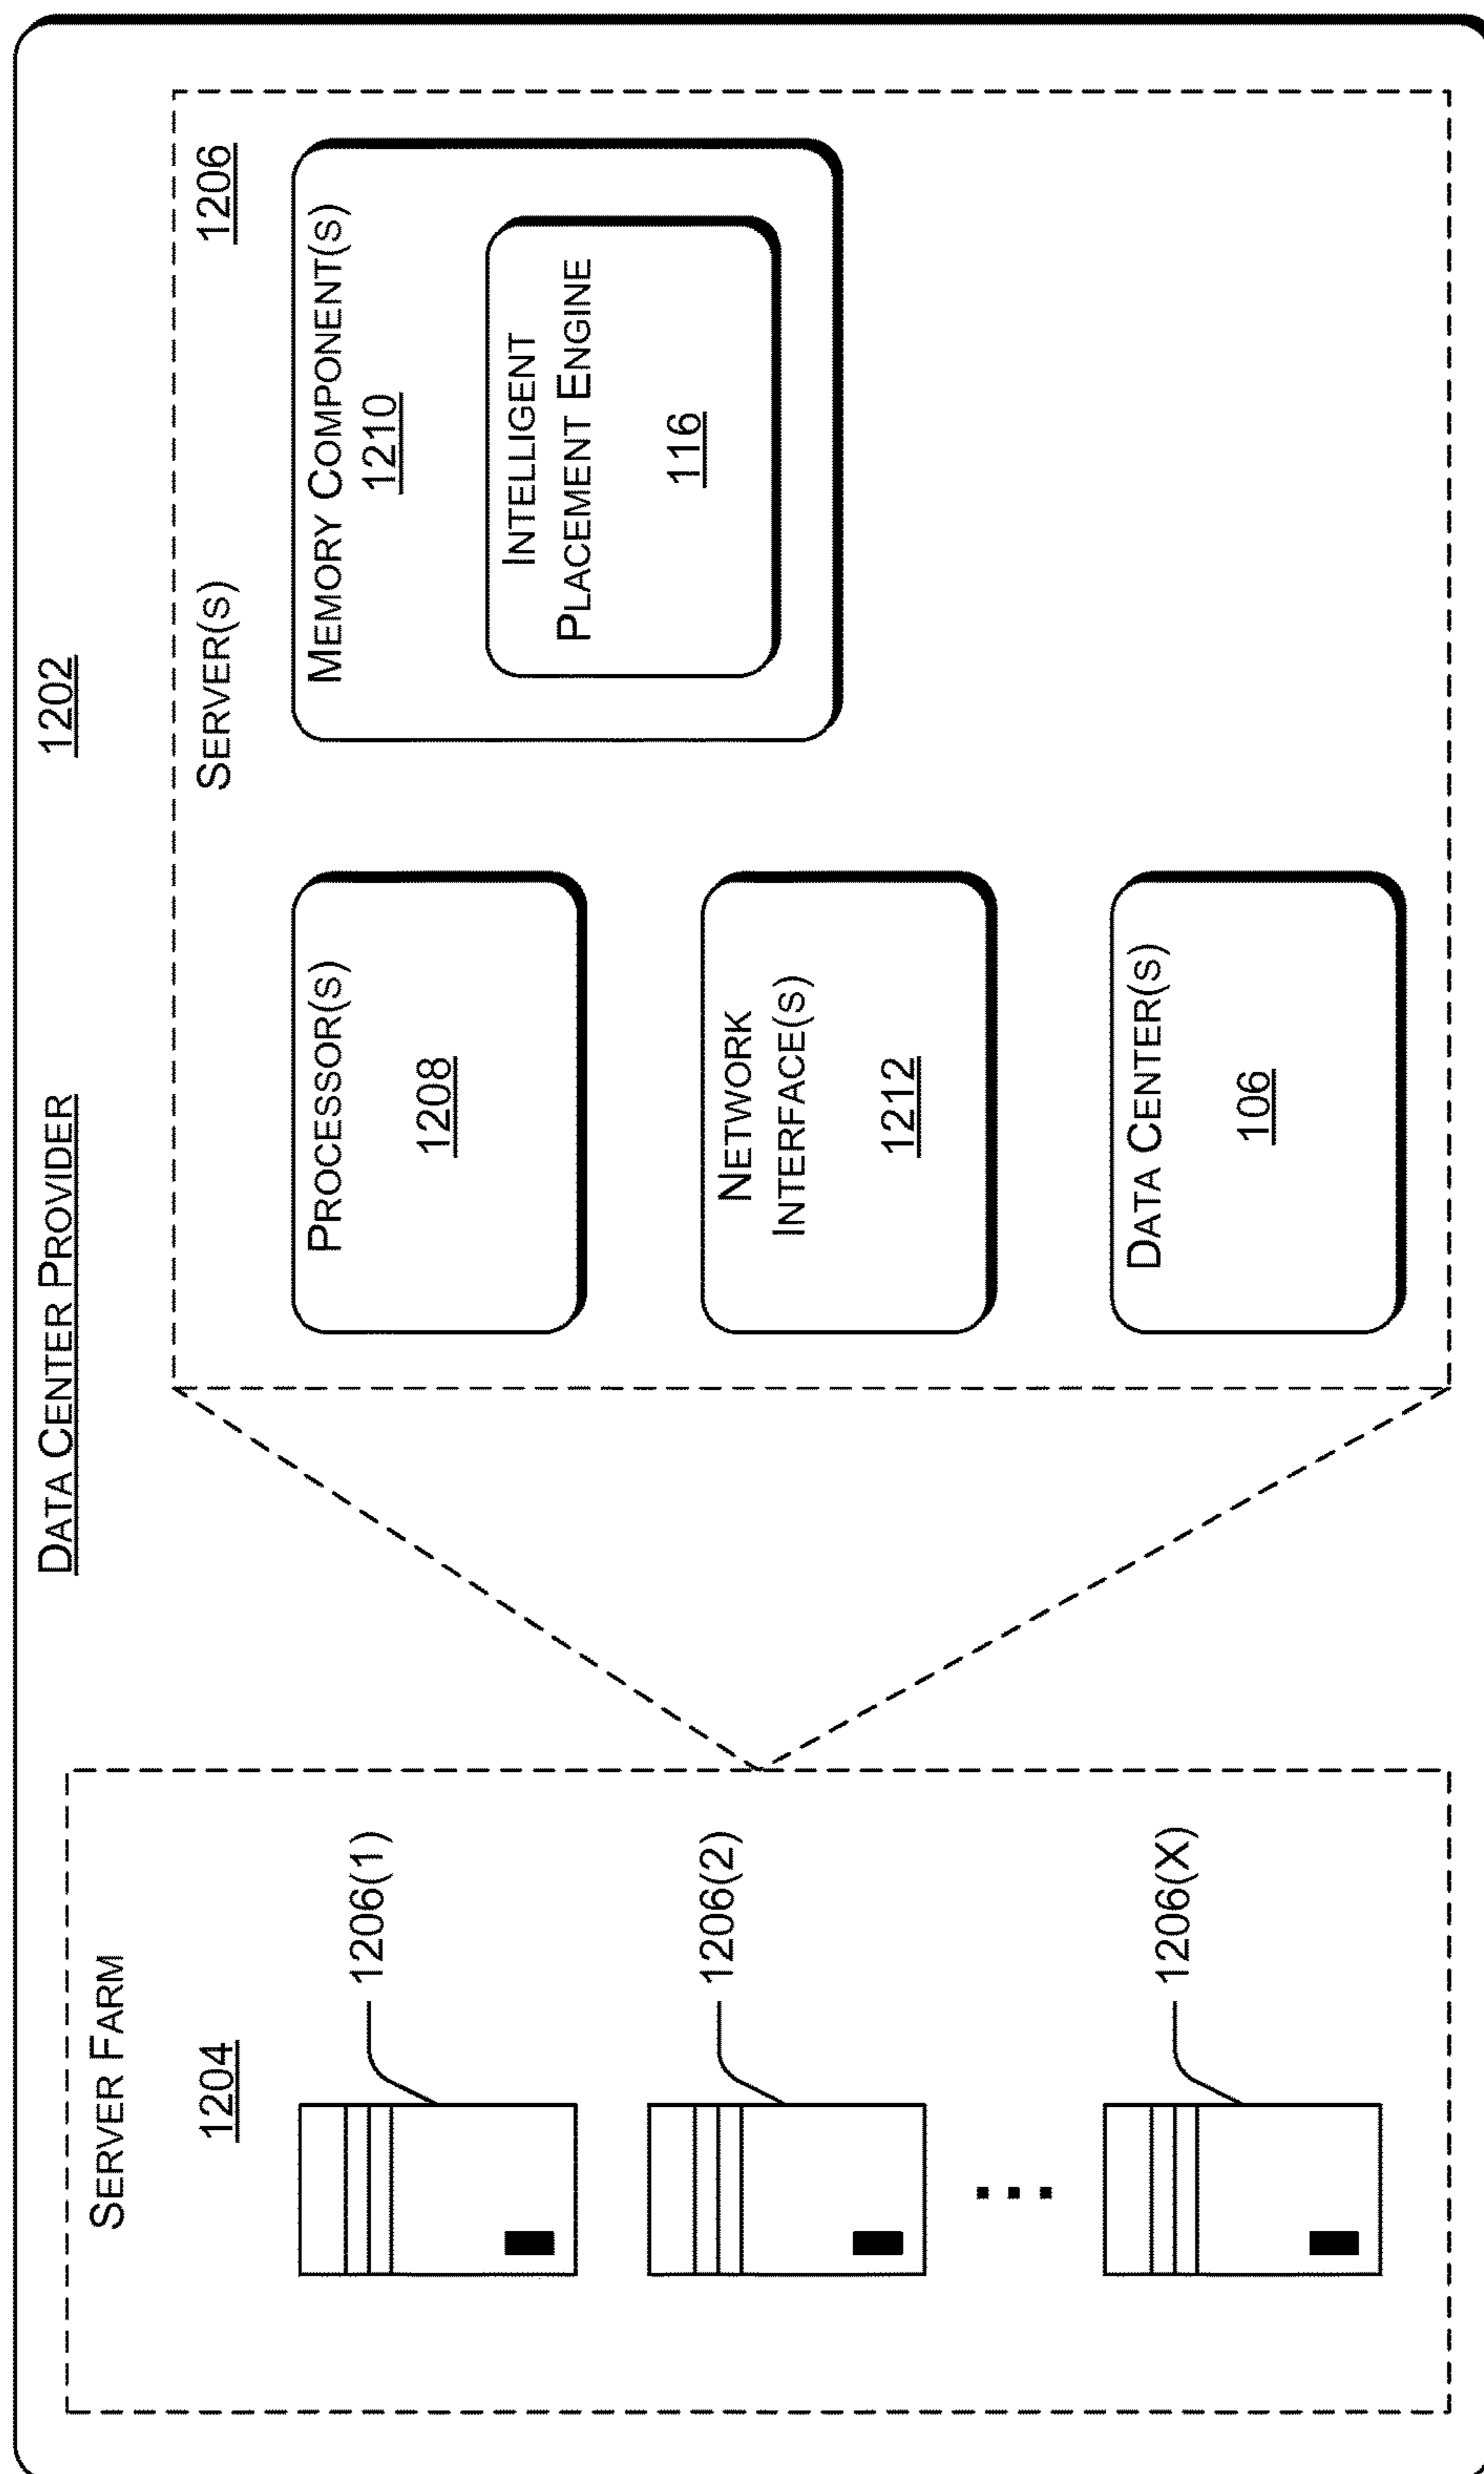 DATA CENTER PROVIDER
1202
SERVER FARM
1204
1206(1)
1206(2)
1206(X)
SERVER(S)
1206
PROCESSOR(S)
1208
NETWORK
INTERFACE(S)
1212
DATA CENTER(S)
106
MEMORY COMPONENT(S)
1210
INTELLIGENT
PLACEMENT ENGINE
116